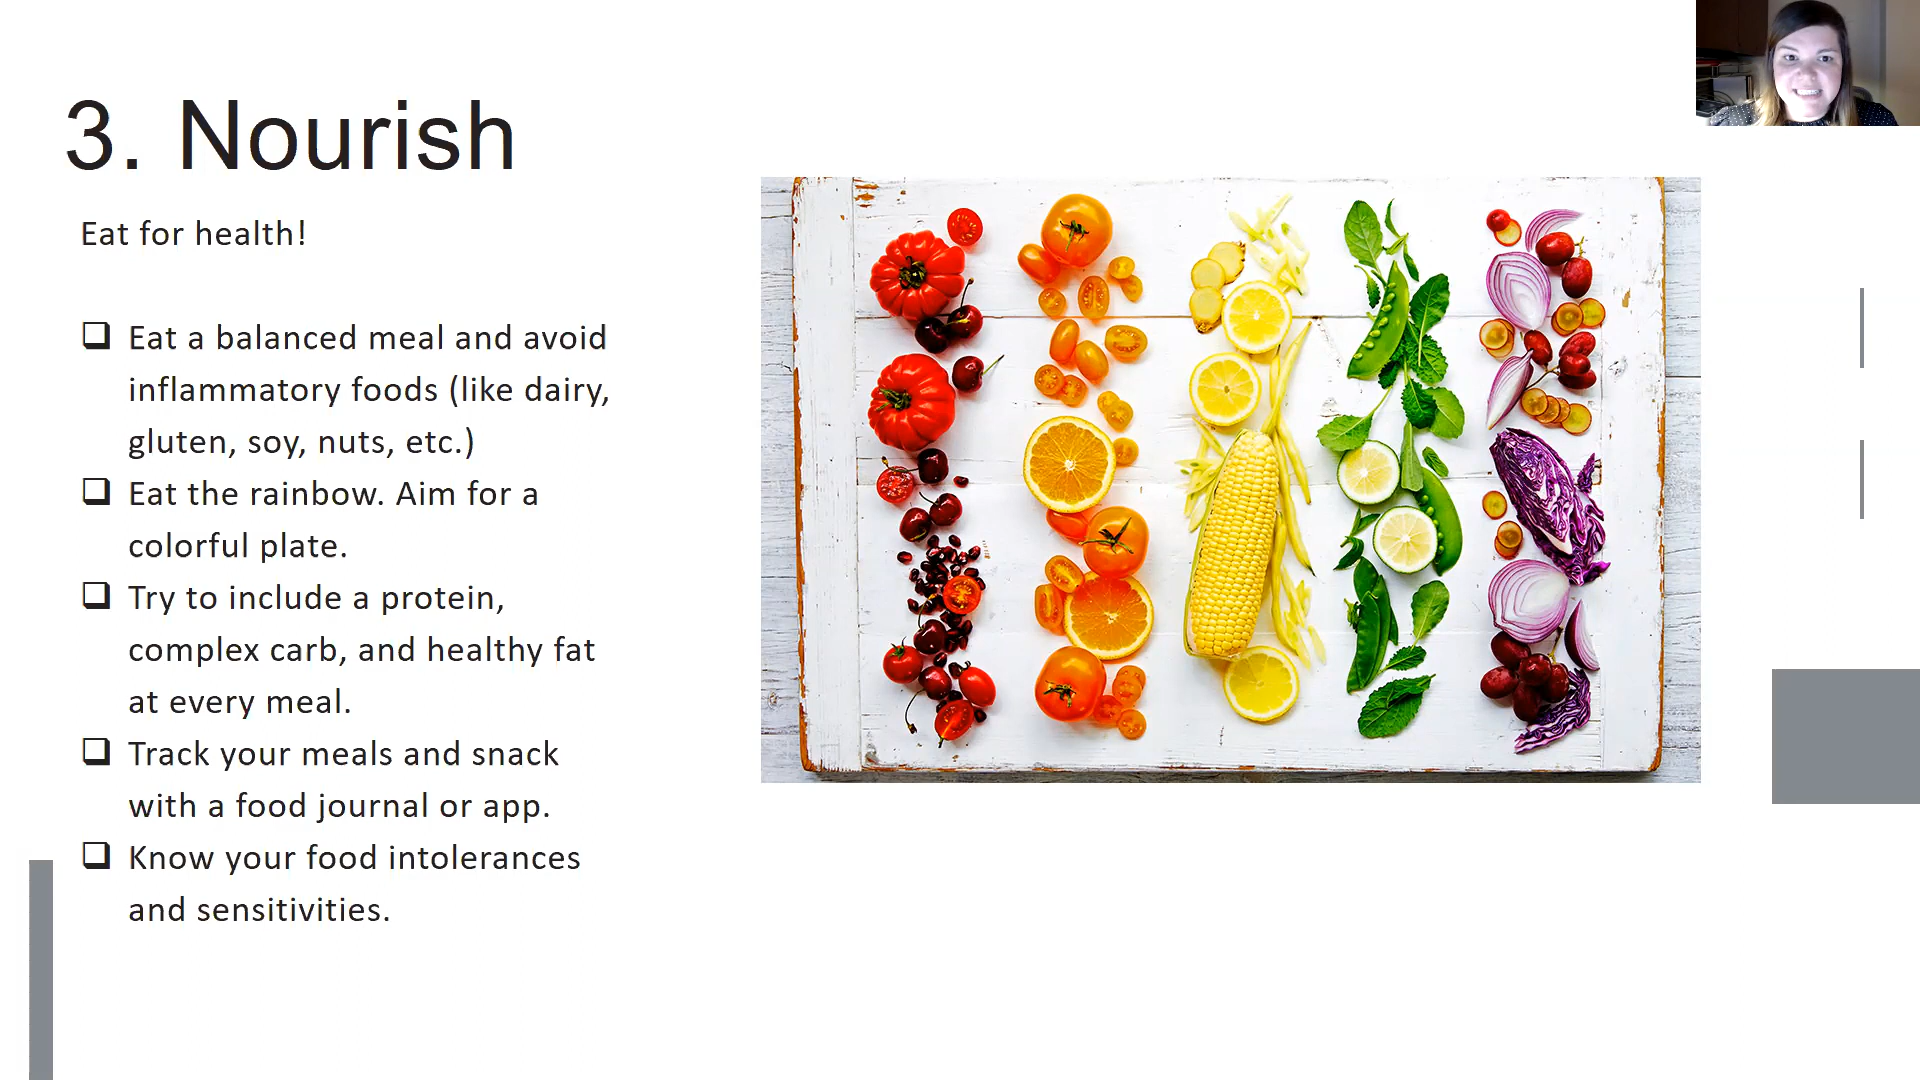 3. Nourish
Eat for health!
Eat a balanced meal and avoid
inflammatory foods (like dairy,
gluten, soy, nuts, etc.)
Eat the rainbow. Aim for a
colorful plate.
Try to include a protein,
complex carb, and healthy fat
at every meal.
Track your meals and snack
with a food journal or app.
Know your food intolerances
and sensitivities.